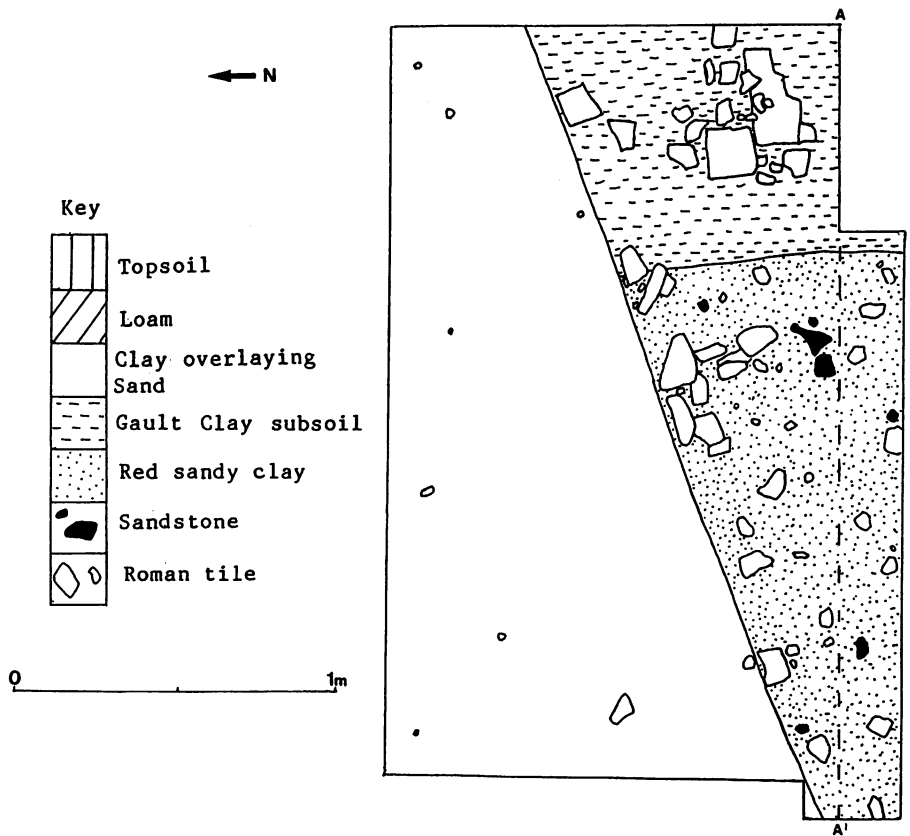 A
N
Key
Topsoil
Loam
Clay overlaying
Sand
Gault Clay subsoil
Red sandy clay
Sandstone
Roman tile
0 1m
A'